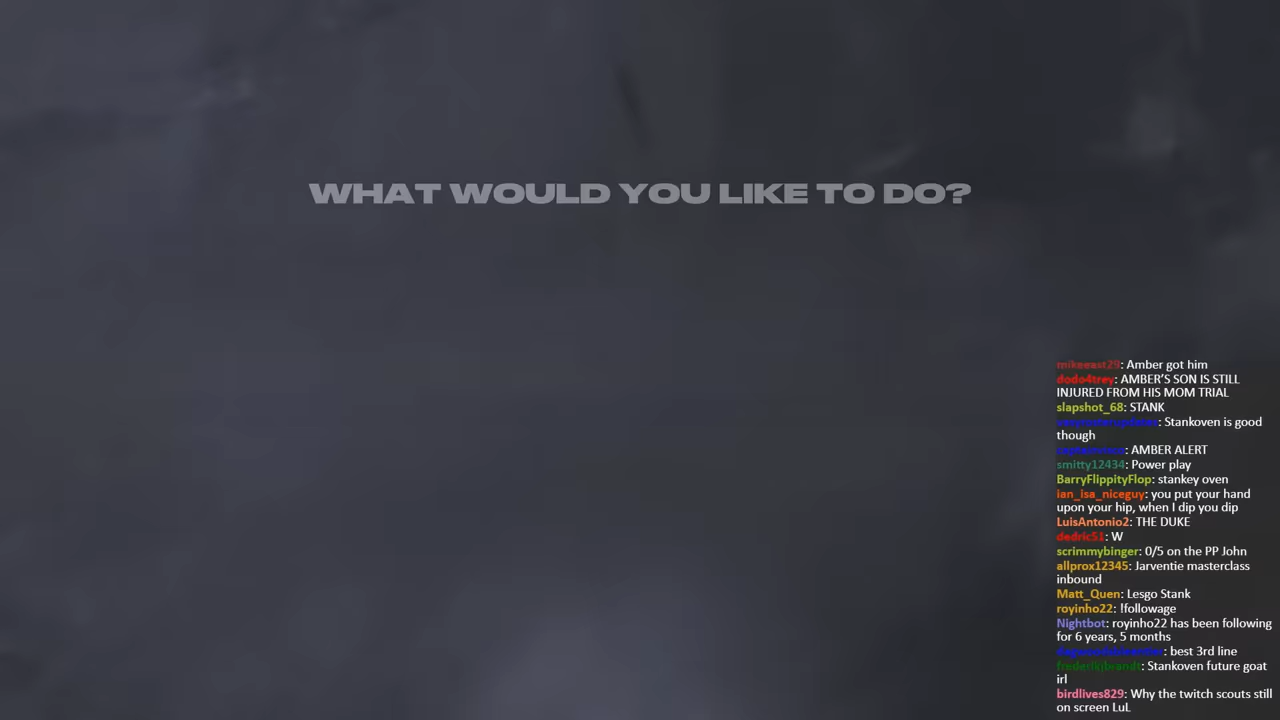 WHAT WOULD YOU LIKE TO DO?
mikeeast29: Amber got him
dodo4trey: AMBER'S SON IS STILL
INJURED FROM HIS MOM TRIAL
slapshot_68: STANK
: Stankoven is good
though
: AMBER ALERT
smitty12434: Power play
BarryFlippityFlop: stankey oven
ian_isa_niceguy: you put your hand
upon your hip, when I dip you dip
LuisAntonio2: THE DUKE
dedric51: W
scrimmybinger: 0/5 on the PP John
allprox12345: Jarventie masterclass
inbound
Matt_Quen: Lesgo Stank
royinho22: !followage
Nightbot: royinho22 has been following
for 6 years, 5 months
: best 3rd line
frederikjbrandt: Stankoven future goat
irl
birdlives829: Why the twitch scouts still
on screen LuL